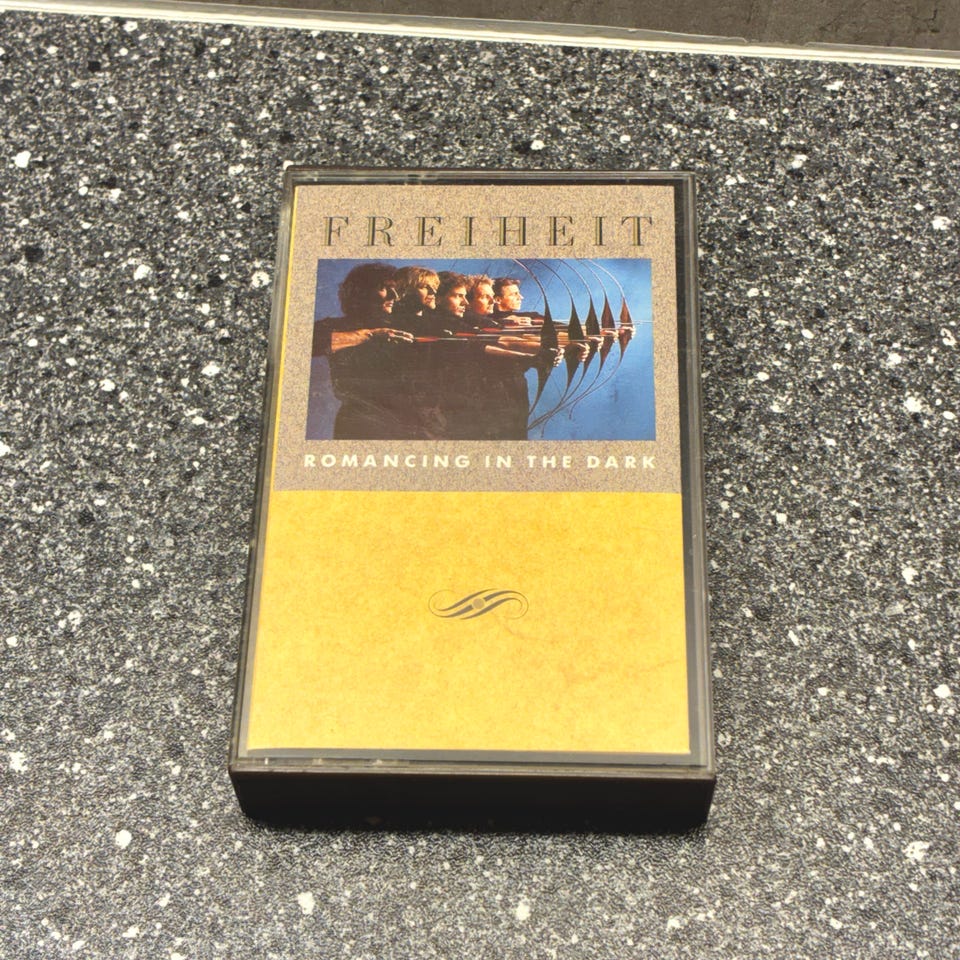 FREIHEIT
ROMANCING IN THE DARK